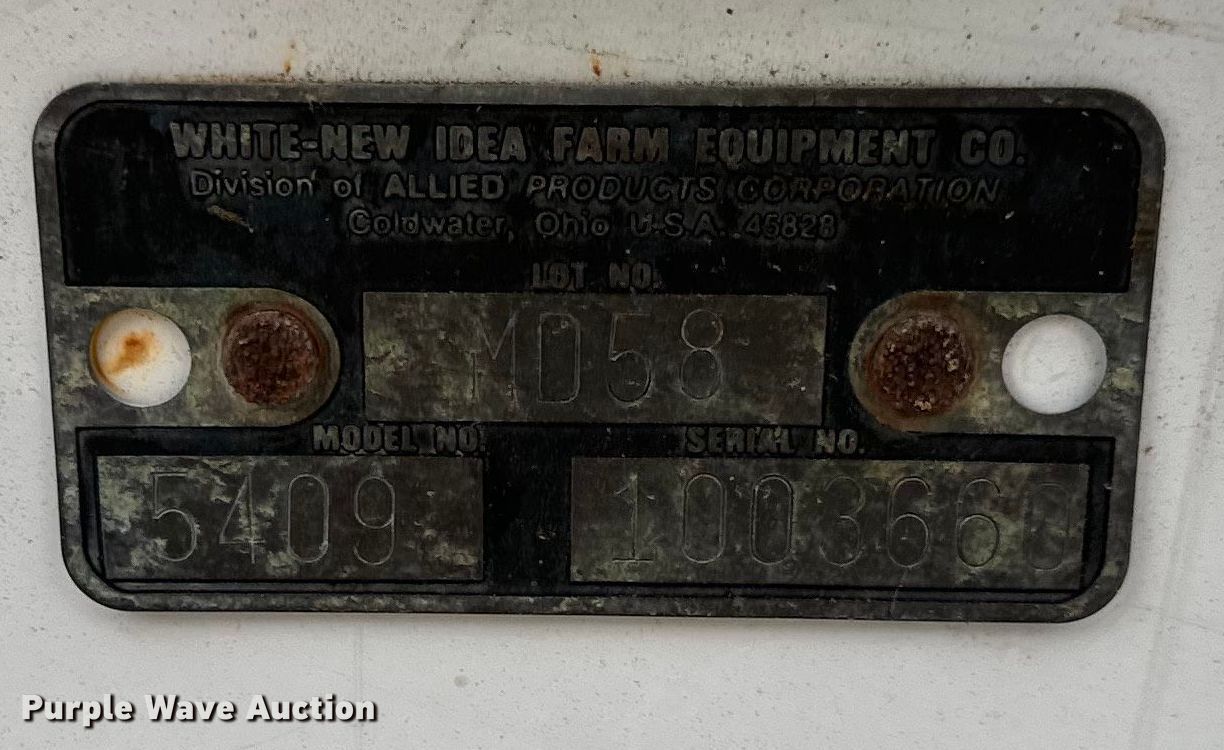 WHITE-NEW IDEA FARM EQUIPMENT CO.
Division of ALLIED PRODUCTS CORPORATION
Coldwater, Ohio U.S.A. 45828
LOT NO.
MD58
MODEL NO.
SERIAL NO.
5409
1003660
Purple Wave Auction